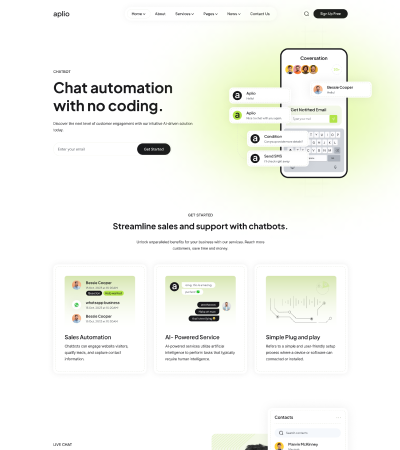 aplio
Home About Services Pages News Contact Us
Sign Up Free
CHATBOT
Chat automation
with no coding.
Discover the next level of customer engagement with our intuitive AI-driven solution
today.
Enter your email
Get Started
Coversation
Bessie Cooper
Aplio
Aplio
Get Notified Email
Condition
Send SMS
GET STARTED
Streamline sales and support with chatbots.
Unlock unparalleled benefits for your business with our services. Reach more
customers, save time and money.
Bessie Cooper
whatsapp business
Bessie Cooper
Sales Automation
Chatbots can engage website visitors,
qualify leads, and capture contact
information.
AI- Powered Service
AI-powered services utilize artificial
intelligence to perform tasks that typically
require human intelligence.
Simple Plug and play
Refers to a simple and user-friendly setup
process where a device or software can
connected or installed.
LIVE CHAT
Contacts
Search contacts
Marvin McKinney